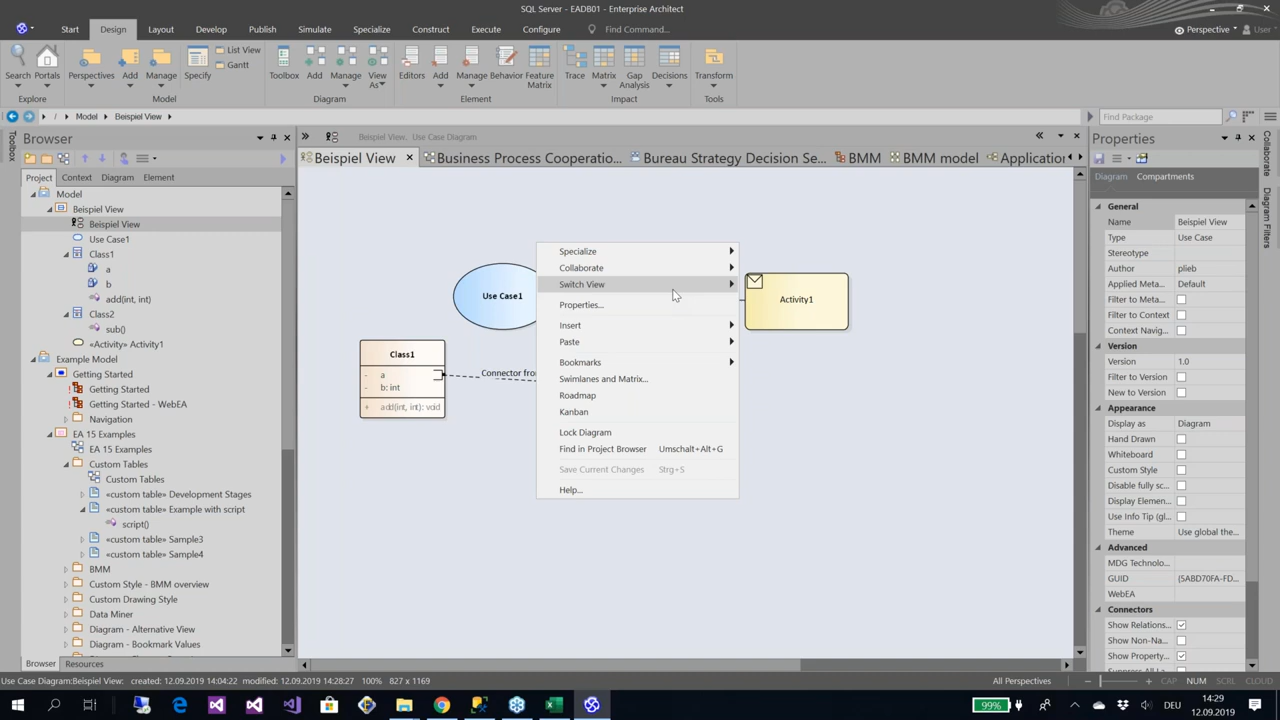 SQL Server - EADB01 - Enterprise Architect
Start Design Layout Develop Publish Simulate Specialize Construct Execute Configure Find Command... Perspective User
List View
Gantt
Search Portals Perspectives Add Manage Specify Toolbox Add Manage View As Editors Add Manage Behavior Feature Matrix Trace Matrix Gap Analysis Decisions Transform
Explore Model Diagram Element Impact Tools
Model Beispiel View Find Package
Toolbox
Browser
Project Context Diagram Element
Model
Beispiel View
Beispiel View
Use Case1
Class1
a
b
add(int, int)
Class2
sub()
«Activity» Activity1
Example Model
Getting Started
Getting Started
Getting Started - WebEA
Navigation
EA 15 Examples
EA 15 Examples
Custom Tables
Custom Tables
«custom table» Development Stages
«custom table» Example with script
script()
«custom table» Sample3
«custom table» Sample4
BMM
Custom Style - BMM overview
Custom Drawing Style
Data Miner
Diagram - Alternative View
Diagram - Bookmark Values
Browser Resources
Beispiel View, Use Case Diagram
Beispiel View Business Process Cooperatio... Bureau Strategy Decision Se... BMM BMM model Application
Use Case1
Activity1
Class1
- a
- b: int
+ add(int, int): void
Connector fro
Specialize
Collaborate
Switch View
Properties...
Insert
Paste
Bookmarks
Swimlanes and Matrix...
Roadmap
Kanban
Lock Diagram
Find in Project Browser Umschalt+Alt+G
Save Current Changes Strg+S
Help...
Properties
Diagram Compartments
General
Name Beispiel View
Type Use Case
Stereotype
Author plieb
Applied Meta... Default
Filter to Meta...
Filter to Context
Context Navig...
Version
Version 1.0
Filter to Version
New to Version
Appearance
Display as Diagram
Hand Drawn
Whiteboard
Custom Style
Disable fully sc...
Display Elemen...
Use Info Tip (gl...
Theme Use global the...
Advanced
MDG Technolo...
GUID {5ABD70FA-FD...
WebEA
Connectors
Show Relations...
Show Non-Na...
Show Property...
Collaborate
Diagram Filters
Use Case Diagram:Beispiel View: created: 12.09.2019 14:04:22 modified: 12.09.2019 14:28:27 100% 827 x 1169 All Perspectives CAP NUM SCRL CLOUD
99% DEU 14:29
12.09.2019